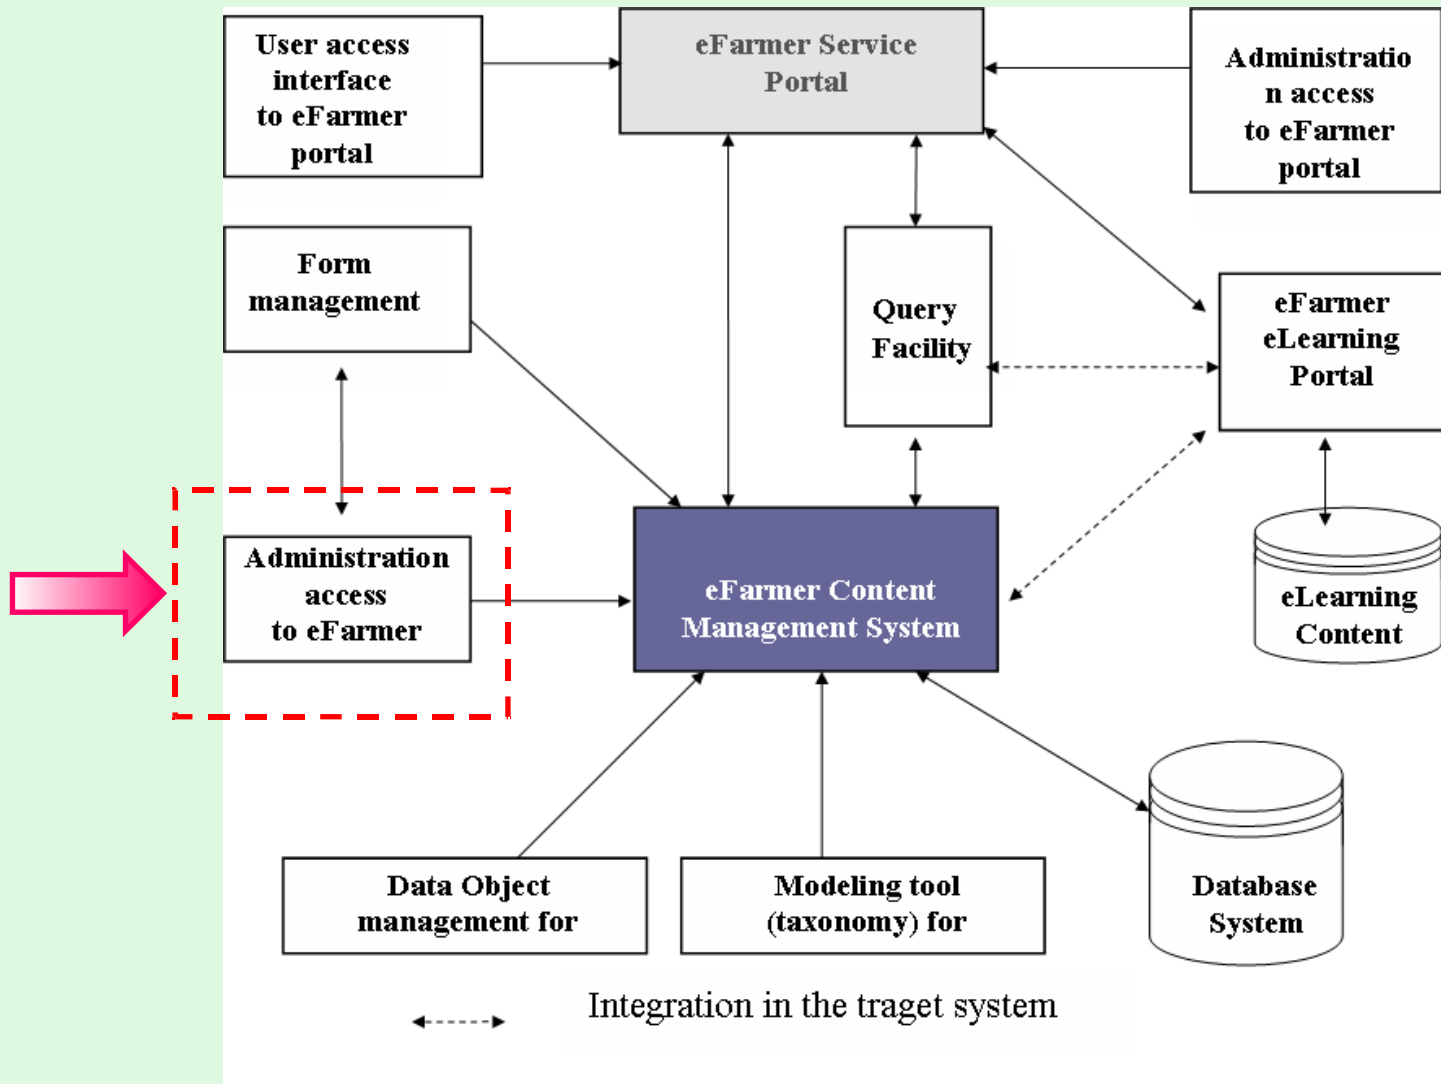 User access
interface
to eFarmer
portal
eFarmer Service
Portal
Administratio
n access
to eFarmer
portal
Form
management
Query
Facility
eFarmer
eLearning
Portal
Administration
access
to eFarmer
eFarmer Content
Management System
eLearning
Content
Data Object
management for
Modeling tool
(taxonomy) for
Database
System
Integration in the traget system